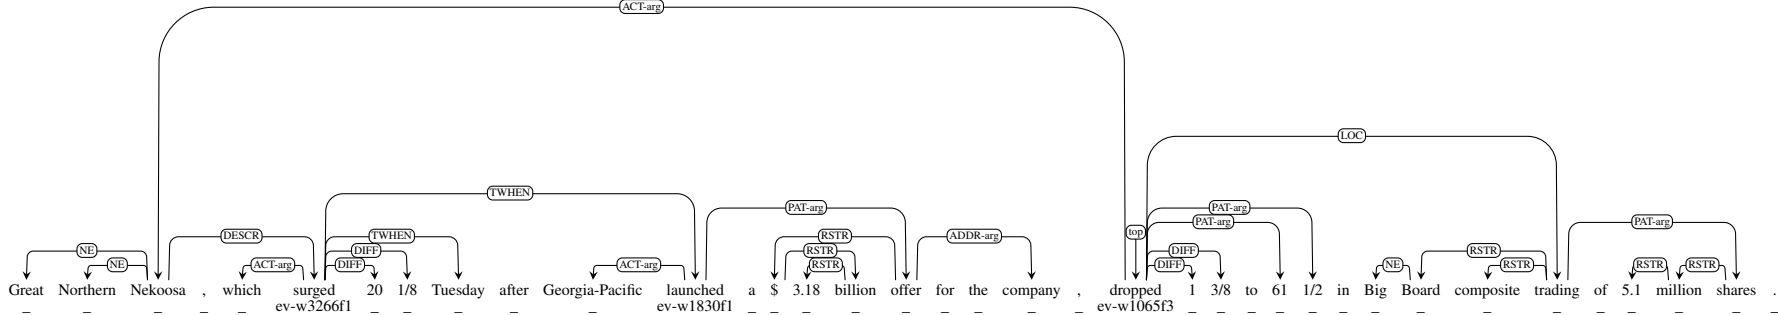 ACT-arg
LOC
TWHEN
PAT-arg PAT-arg
PAT-arg PAT-arg
DESCR TWHEN RSTR ADDR-arg top
NE DIFF RSTR DIFF RSTR
NE ACT-arg DIFF ACT-arg RSTR DIFF NE RSTR RSTR RSTR
Great Northern Nekoosa , which surged 20 1/8 Tuesday after Georgia-Pacific launched a $ 3.18 billion offer for the company , dropped 1 3/8 to 61 1/2 in Big Board composite trading of 5.1 million shares .
_ _ _ _ _ ev-w3266f1 _ _ _ _ _ ev-w1830f1 _ _ _ _ _ _ _ _ _ ev-w1065f3 _ _ _ _ _ _ _ _ _ _ _ _ _ _ _